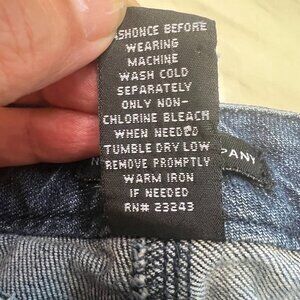 WASHONCE BEFORE
WEARING
MACHINE
WASH COLD
SEPARATELY
ONLY NON-
CHLORINE BLEACH
WHEN NEEDED
TUMBLE DRY LOW
REMOVE PROMPTLY
WARM IRON
IF NEEDED
RN# 23243
PANY